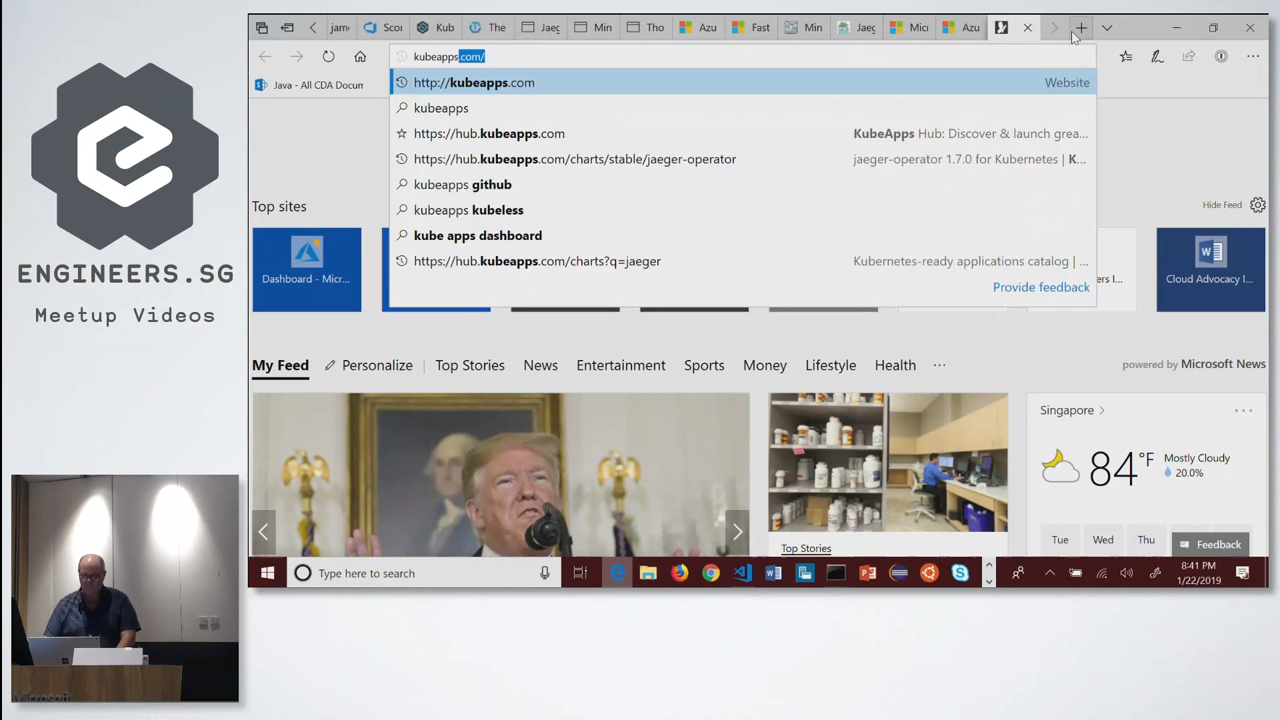 jame
Sco
Kub
The
Jaeg
Min
Tho
Azu
Fast
Min
Jaeg
Mici
Azu
kubeapps.com/
Java - All CDA Docum
http://kubeapps.com
Website
kubeapps
https://hub.kubeapps.com
KubeApps Hub: Discover & launch grea...
https://hub.kubeapps.com/charts/stable/jaeger-operator
jaeger-operator 1.7.0 for Kubernetes | K...
kubeapps github
kubeapps kubeless
kube apps dashboard
https://hub.kubeapps.com/charts?q=jaeger
Kubernetes-ready applications catalog | ...
Provide feedback
Top sites
Hide Feed
Dashboard - Micr...
ers I...
Cloud Advocacy I...
ENGINEERS.SG
Meetup Videos
My Feed
Personalize
Top Stories
News
Entertainment
Sports
Money
Lifestyle
Health
...
powered by Microsoft News
Singapore
84°F
Mostly Cloudy
20.0%
Tue
Wed
Thu
Feedback
Top Stories
Type here to search
8:41 PM
1/22/2019
Microsoft